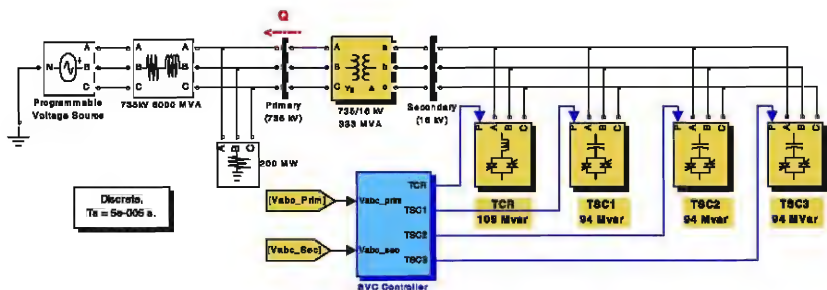 Q
N
A
B
C
A
B
C
A
B
C
Programmable
Voltage Source
735kV 6000 MVA
A
B
C
200 MW
Primary
(735 kV)
A
B
C
a
b
c
Yg
735/16 kV
333 MVA
Secondary
(16 kV)
P
A
B
C
TCR
109 Mvar
P
A
B
C
TSC1
94 Mvar
P
A
B
C
TSC2
94 Mvar
P
A
B
C
TSC3
94 MVar
Discrete,
Ts = 5e-005 s.
[Vabc_Prim]
[Vabc_Sec]
Vabc_prim
Vabc_sec
TCR
TSC1
TSC2
TSC3
SVC Controller